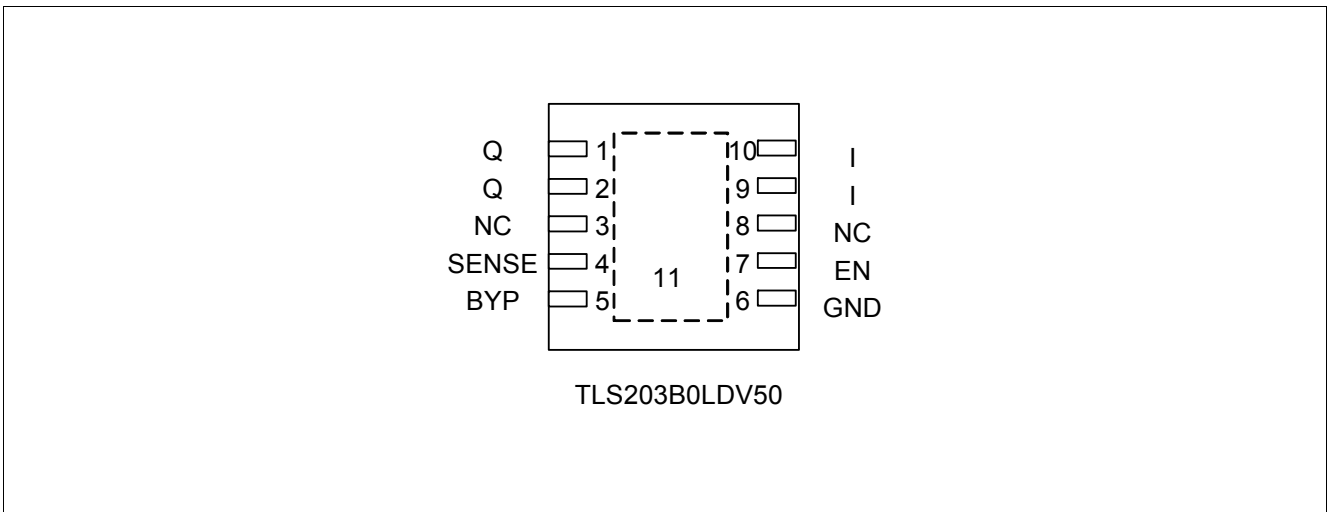 Q 1 10 I
Q 2 9 I
NC 3 8 NC
SENSE 4 7 EN
11
BYP 5 6 GND
TLS203B0LDV50